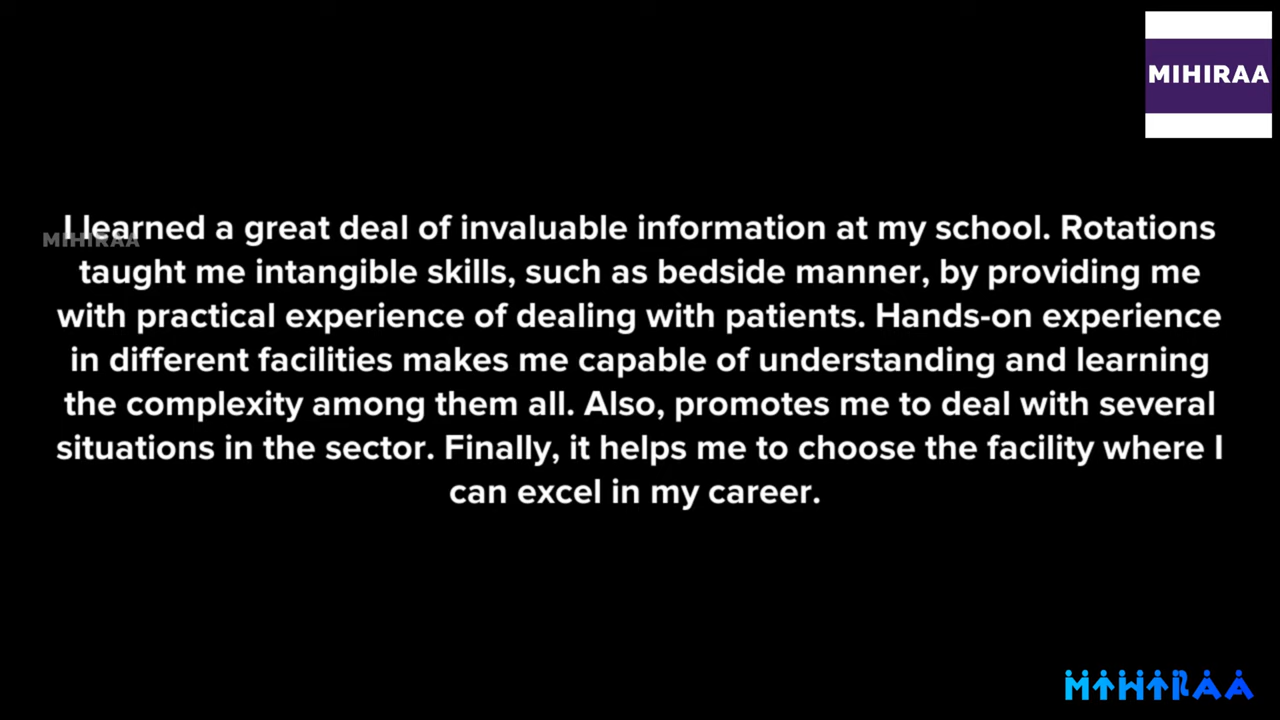 MIHIRAA
I learned a great deal of invaluable information at my school. Rotations
MIHIRAA
taught me intangible skills, such as bedside manner, by providing me
with practical experience of dealing with patients. Hands-on experience
in different facilities makes me capable of understanding and learning
the complexity among them all. Also, promotes me to deal with several
situations in the sector. Finally, it helps me to choose the facility where I
can excel in my career.
MIHIRAA